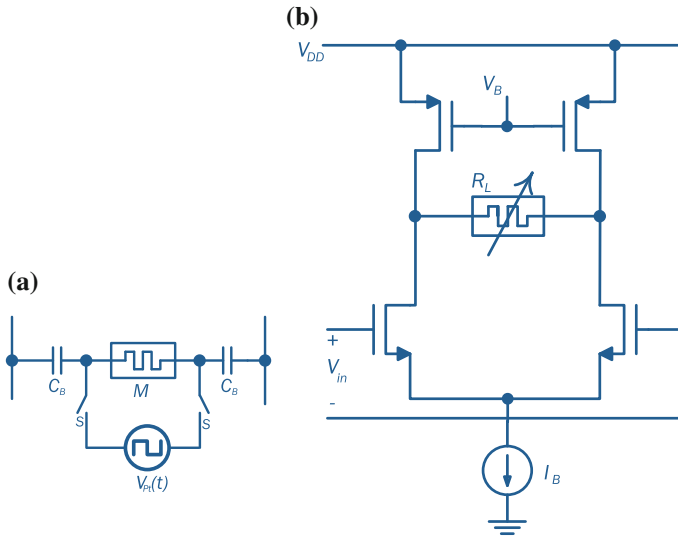 (b)
V_DD
V_B
R_L
(a)
+
V_in
-
C_B
M
C_B
S
S
V_Pt(t)
I_B